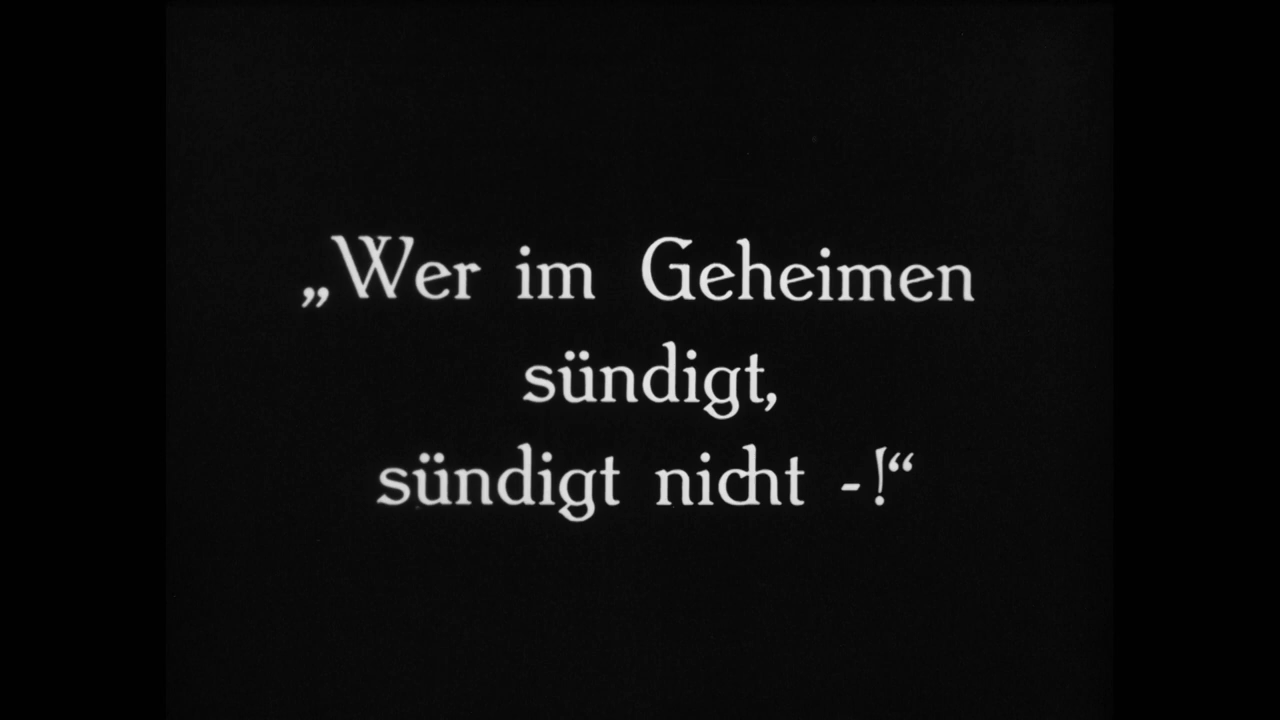 „Wer im Geheimen
sündigt,
sündigt nicht -!“